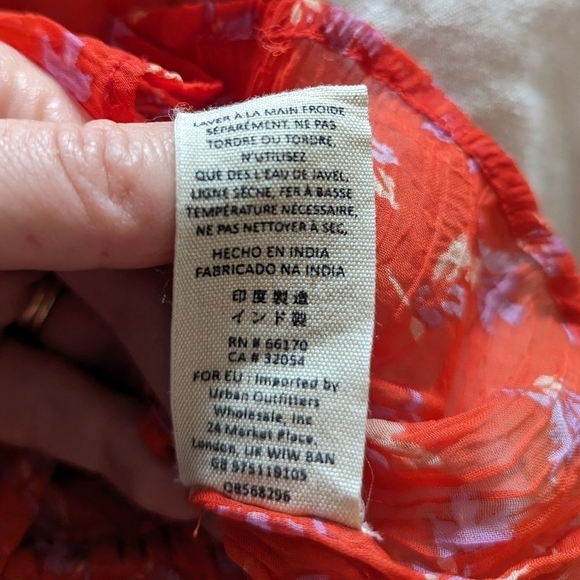 LAVER À LA MAIN FROIDE
SÉPARÉMENT, NE PAS
TORDRE OU TORDRE,
N'UTILISEZ
QUE DES L'EAU DE JAVEL,
LIGNE SÈCHE, FER À BASSE
TEMPÉRATURE NÉCESSAIRE,
NE PAS NETTOYER À SEC,
HECHO EN INDIA
FABRICADO NA INDIA
印度製造
インド製
RN # 66170
CA # 32054
FOR EU : Imported by
Urban Outfitters
Wholesale, Inc
24 Market Place,
London, UK WIW BAN
GB 975119105
O8568296